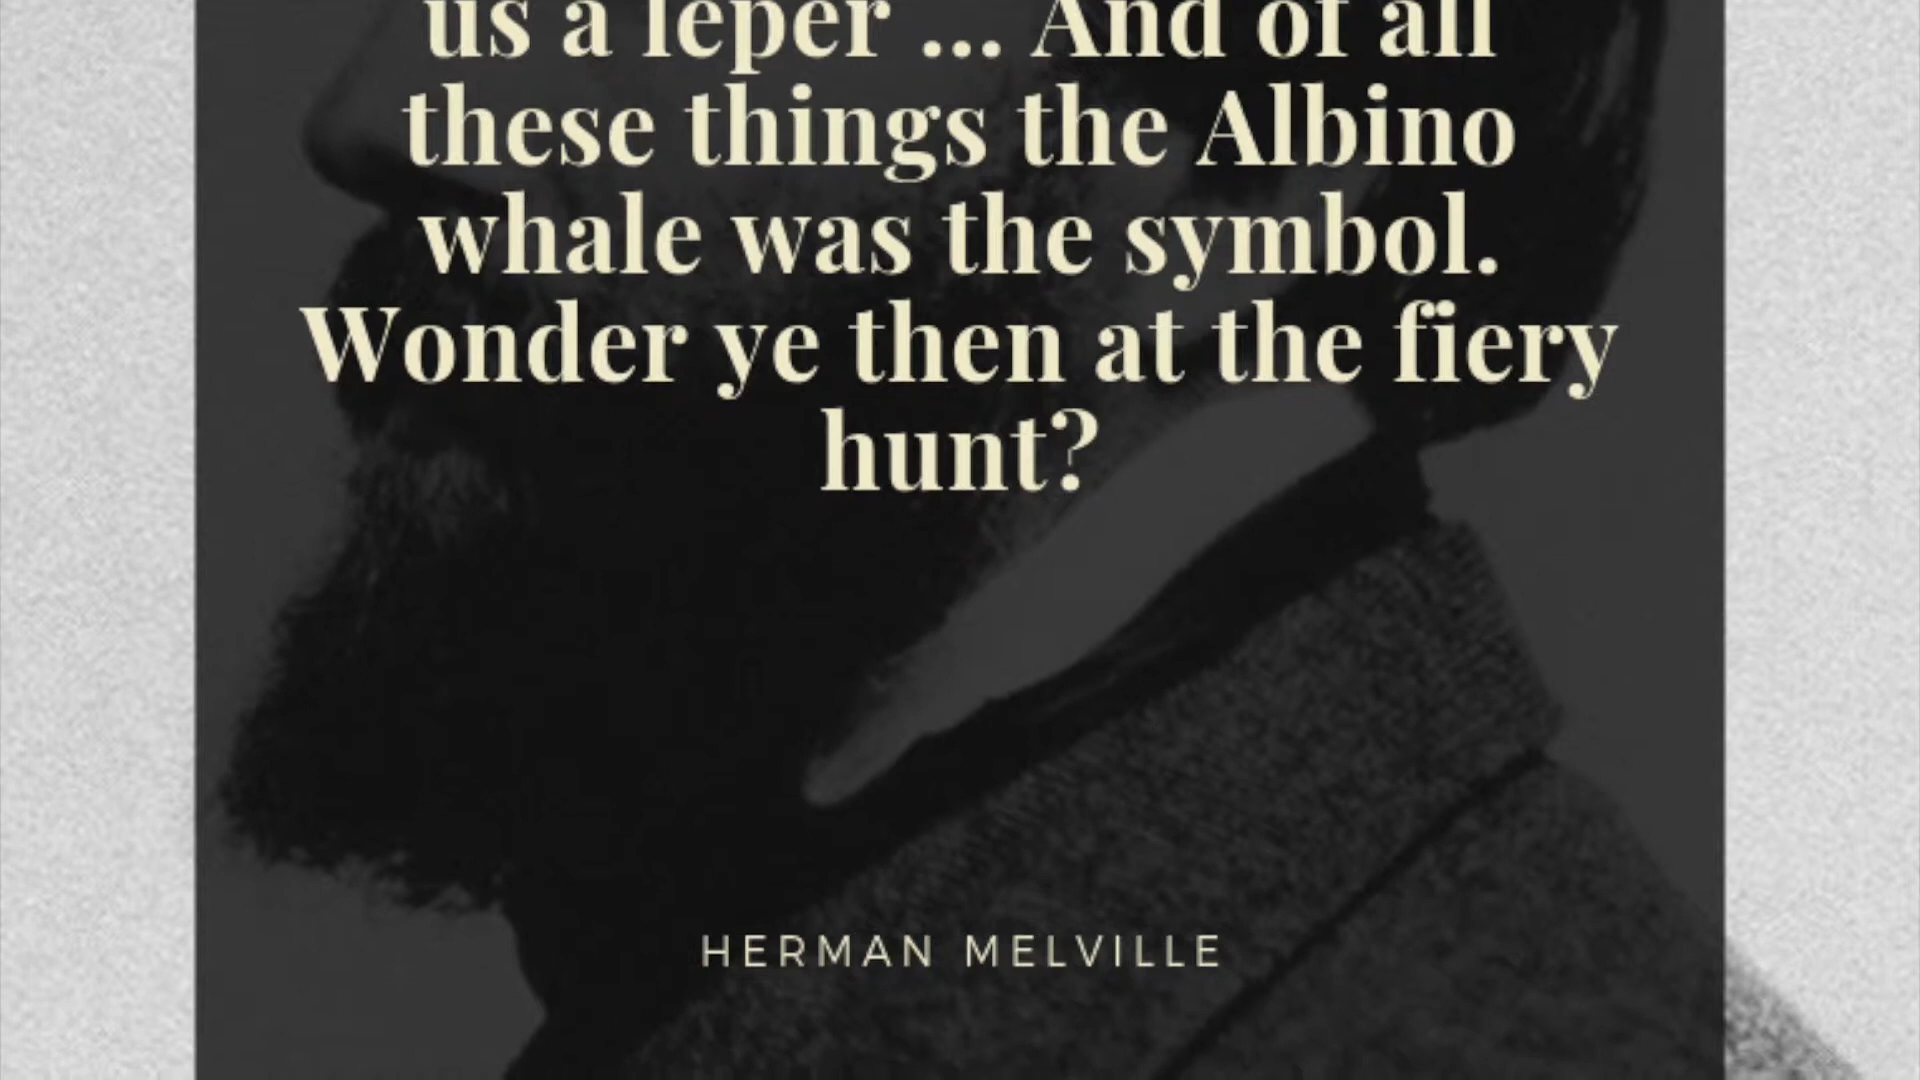 us a leper ... And of all
these things the Albino
whale was the symbol.
Wonder ye then at the fiery
hunt?
HERMAN MELVILLE